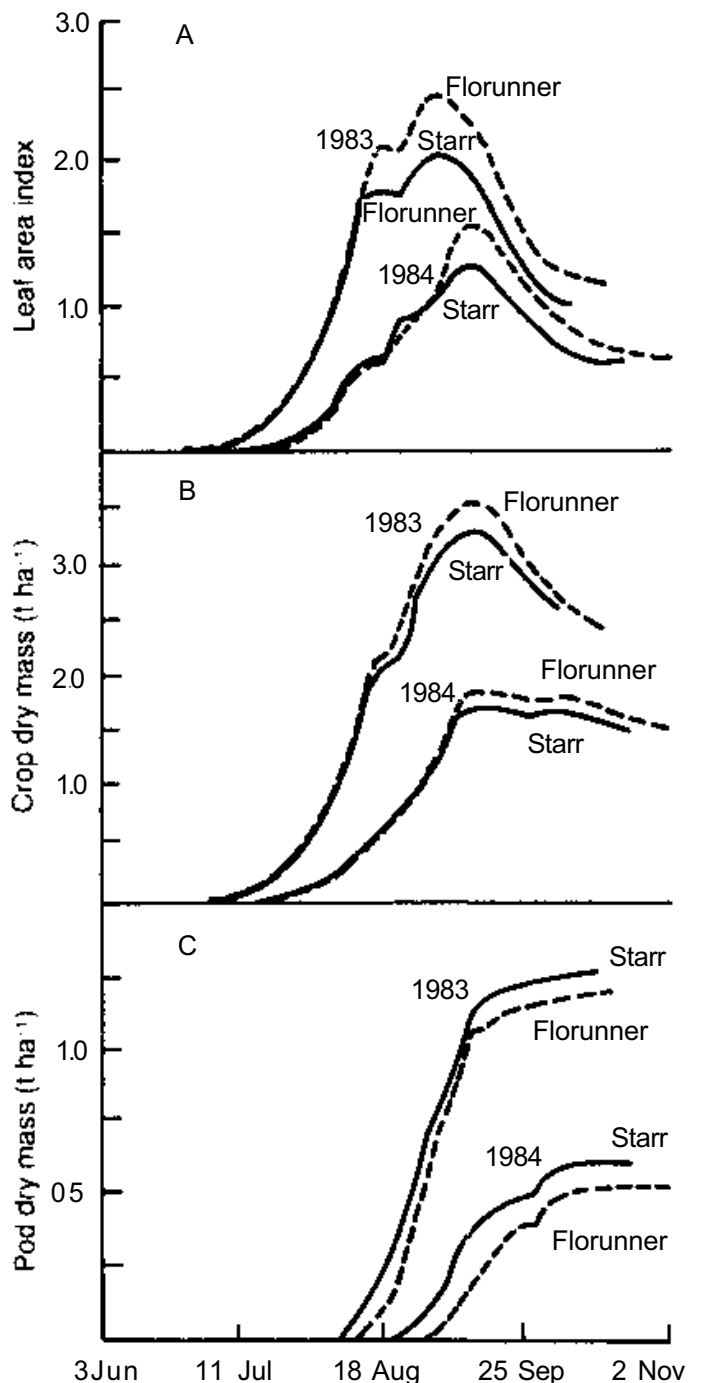 3.0
A
Florunner
1983
Starr
2.0
Florunner
1984
1.0
Starr
Leaf area index
B
Florunner
1983
3.0
Starr
Florunner
2.0
1984
Starr
1.0
Crop dry mass (t ha⁻¹)
C
Starr
1983
Florunner
1.0
Starr
1984
05
Florunner
Pod dry mass (t ha⁻¹)
3Jun 11 Jul 18 Aug 25 Sep 2 Nov